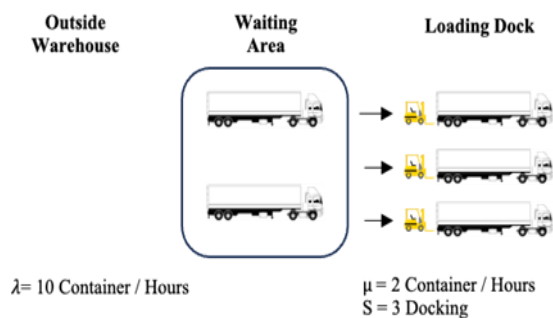 Outside
Warehouse
Waiting
Area
Loading Dock
λ= 10 Container / Hours
μ = 2 Container / Hours
S = 3 Docking